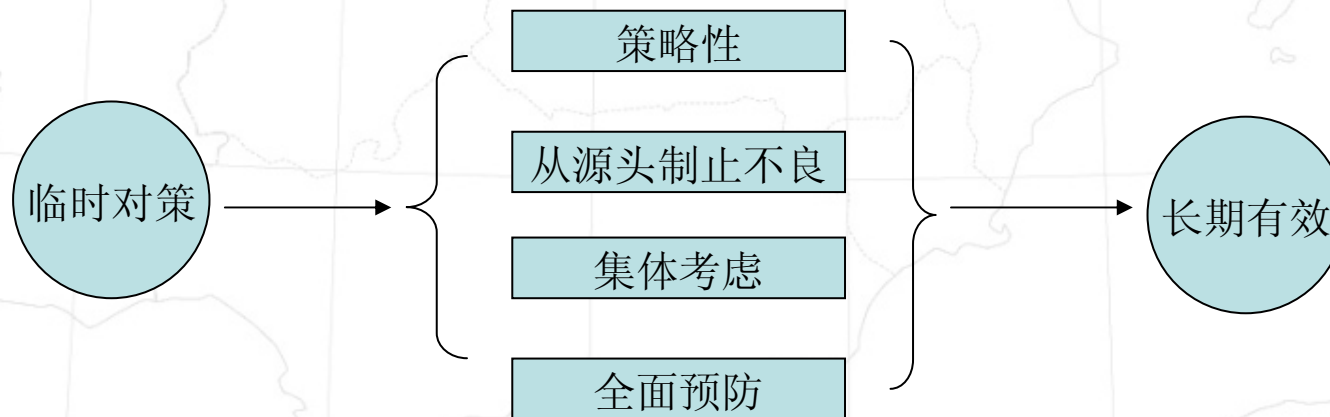 策略性
从源头制止不良
临时对策
长期有效
集体考虑
全面预防